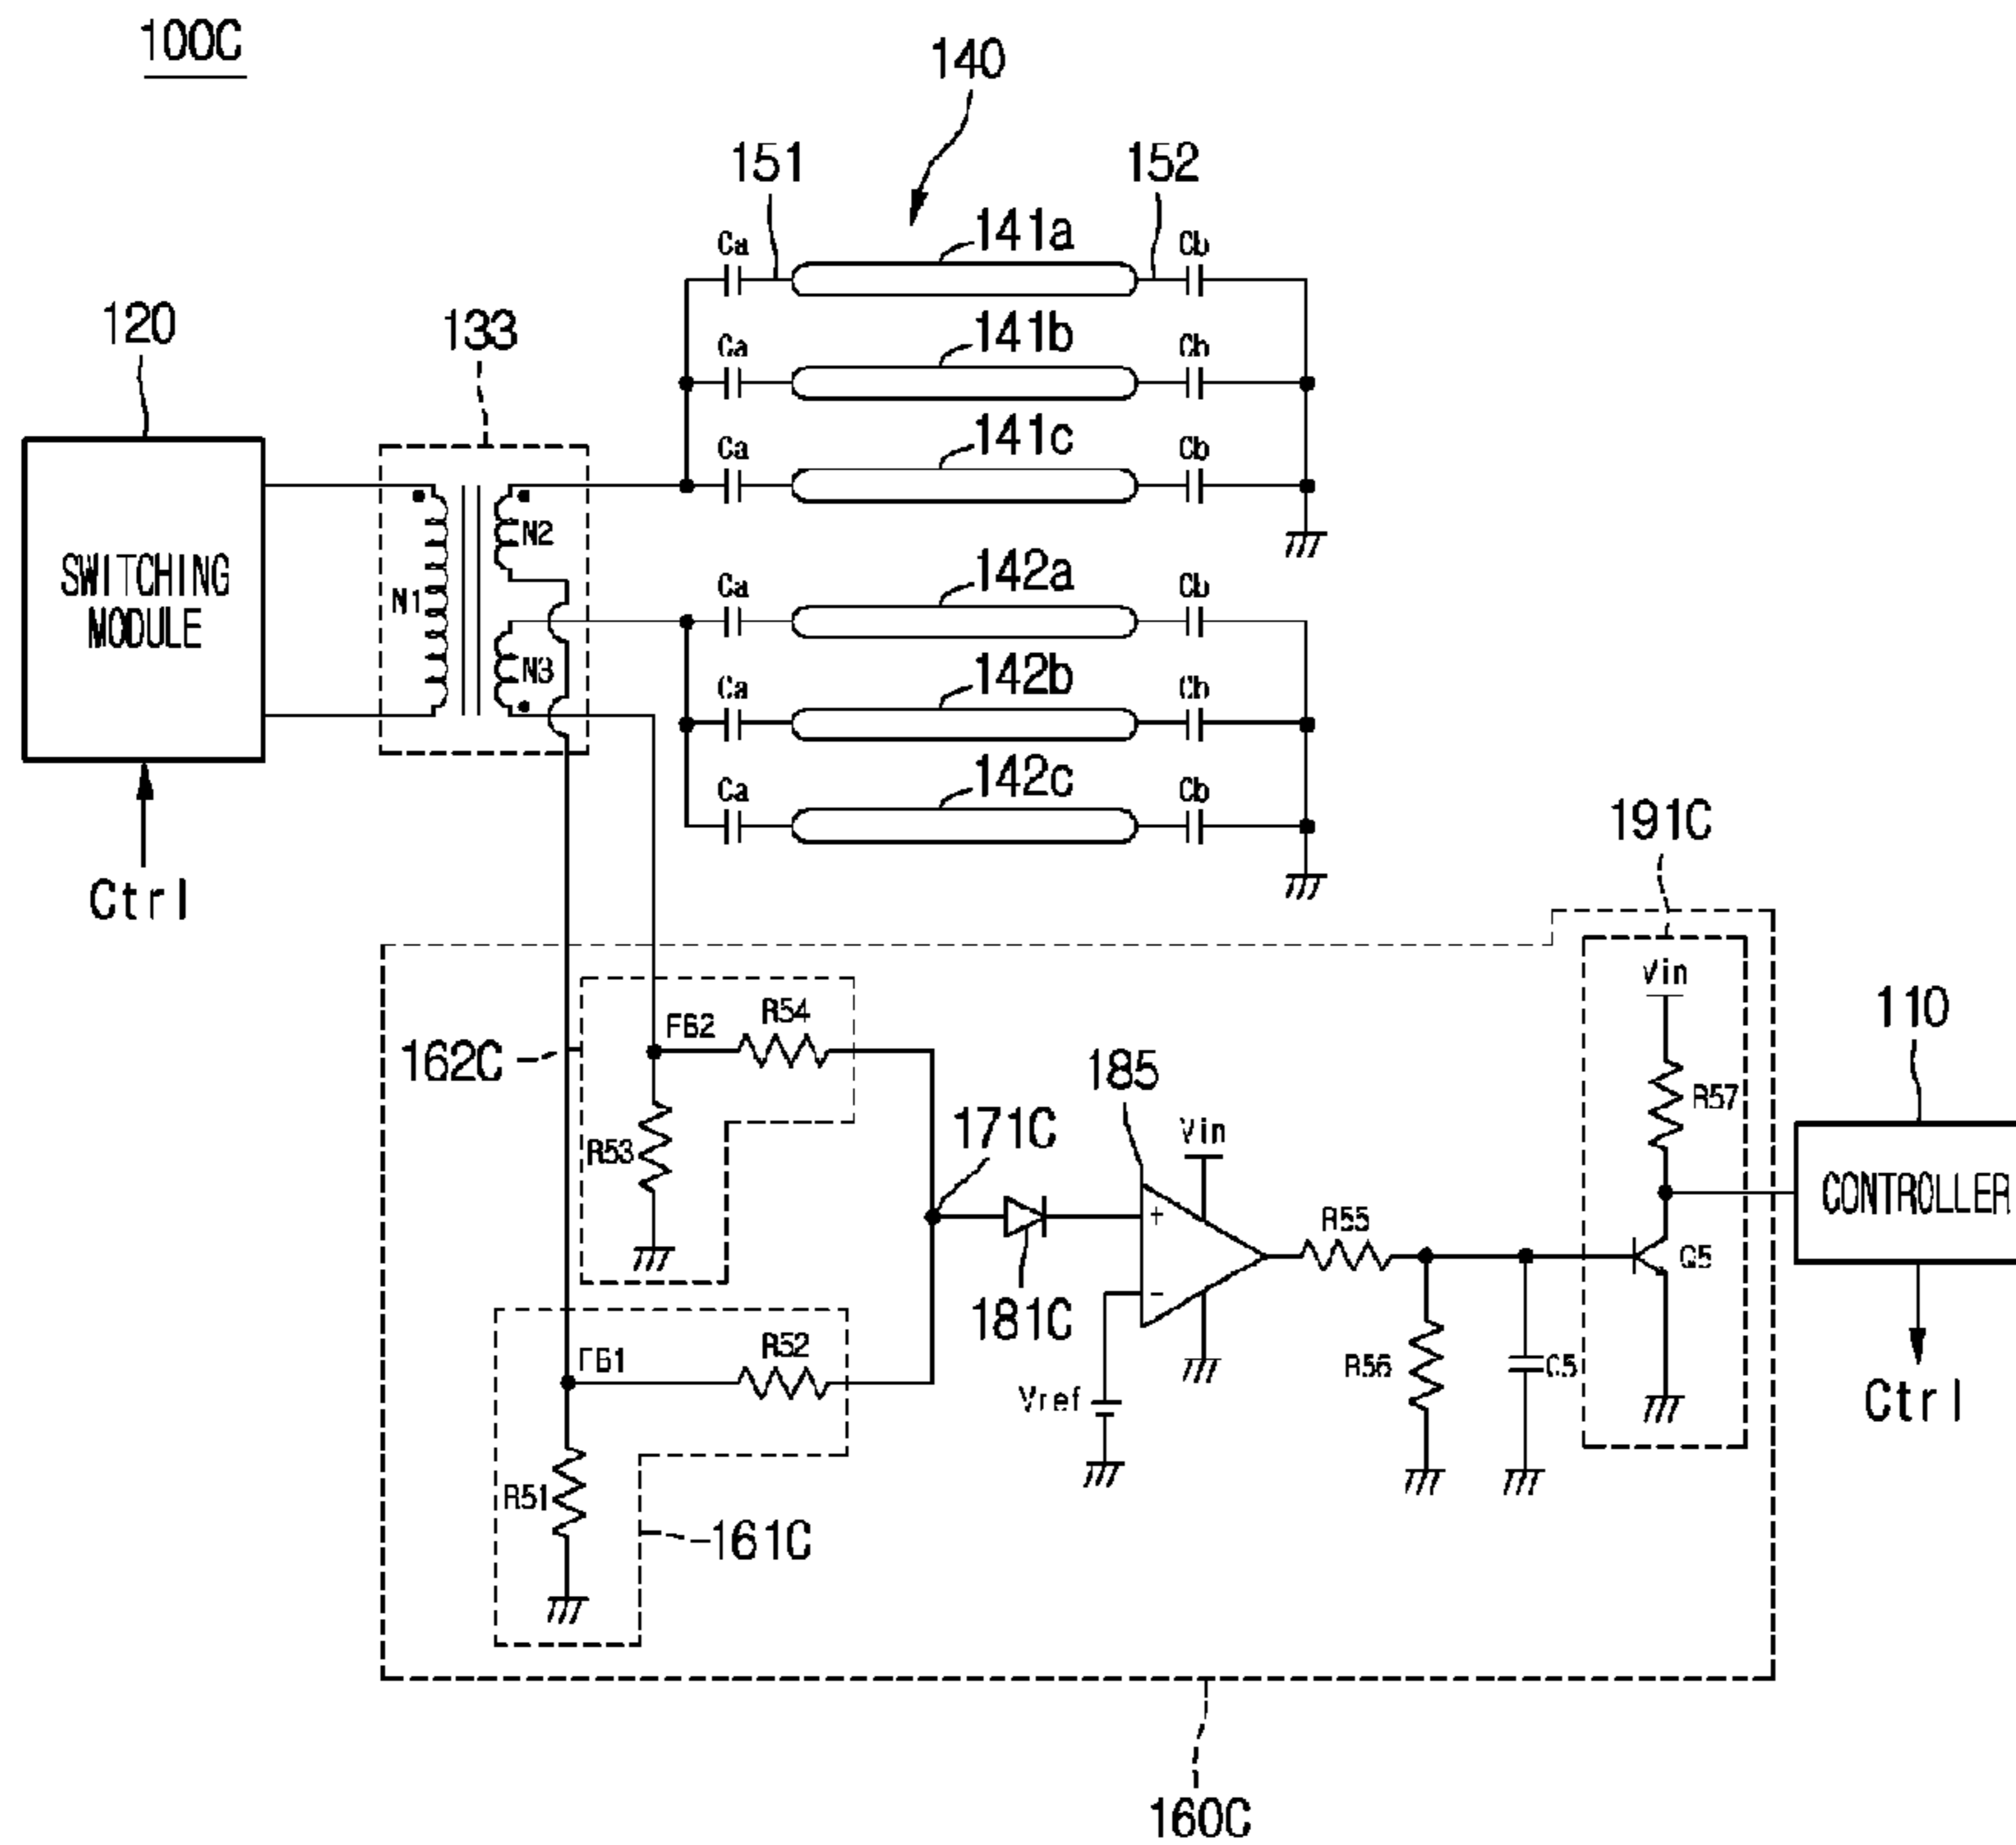 100C
140
151
152
Ca
141a
Cb
120
133
Ca
141b
Cb
Ca
141c
Cb
SWITCHING
MODULE
N1
N2
N3
Ca
142a
Cb
Ca
142b
Cb
Ca
142c
Cb
Ctrl
191C
Vin
R57
110
162C
F62
R54
185
Vin
171C
R53
CONTROLLER
R55
Q5
181C
F61
R52
Vref
R56
C5
Ctrl
R51
161C
160C